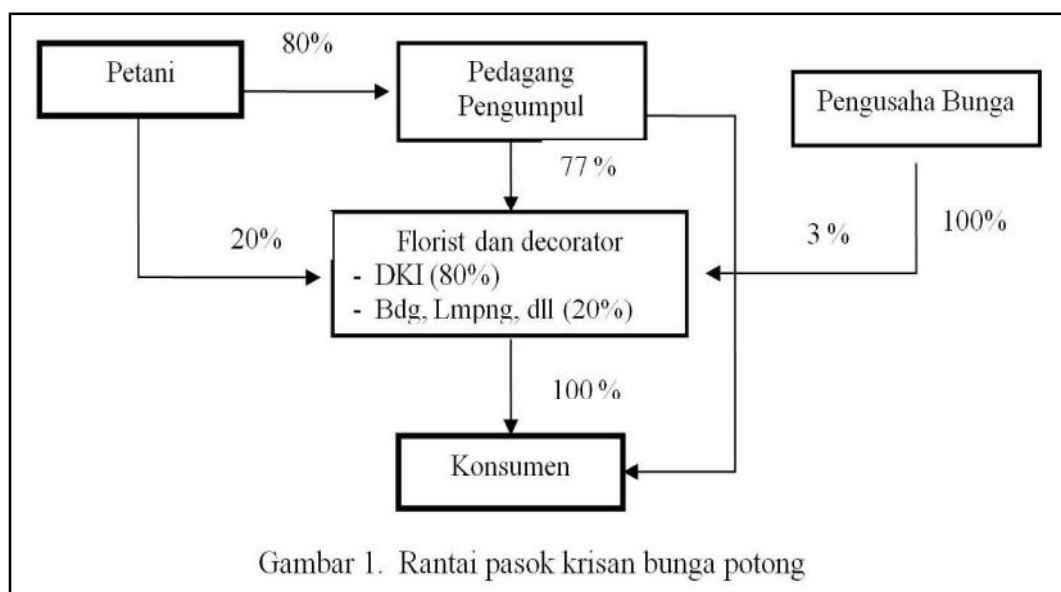 80%
Petani
Pedagang
Pengumpul
Pengusaha Bunga
77 %
20%
Florist dan decorator
- DKI (80%)
- Bdg, Lmpng, dll (20%)
3 %
100%
100 %
Konsumen
Gambar 1. Rantai pasok krisan bunga potong